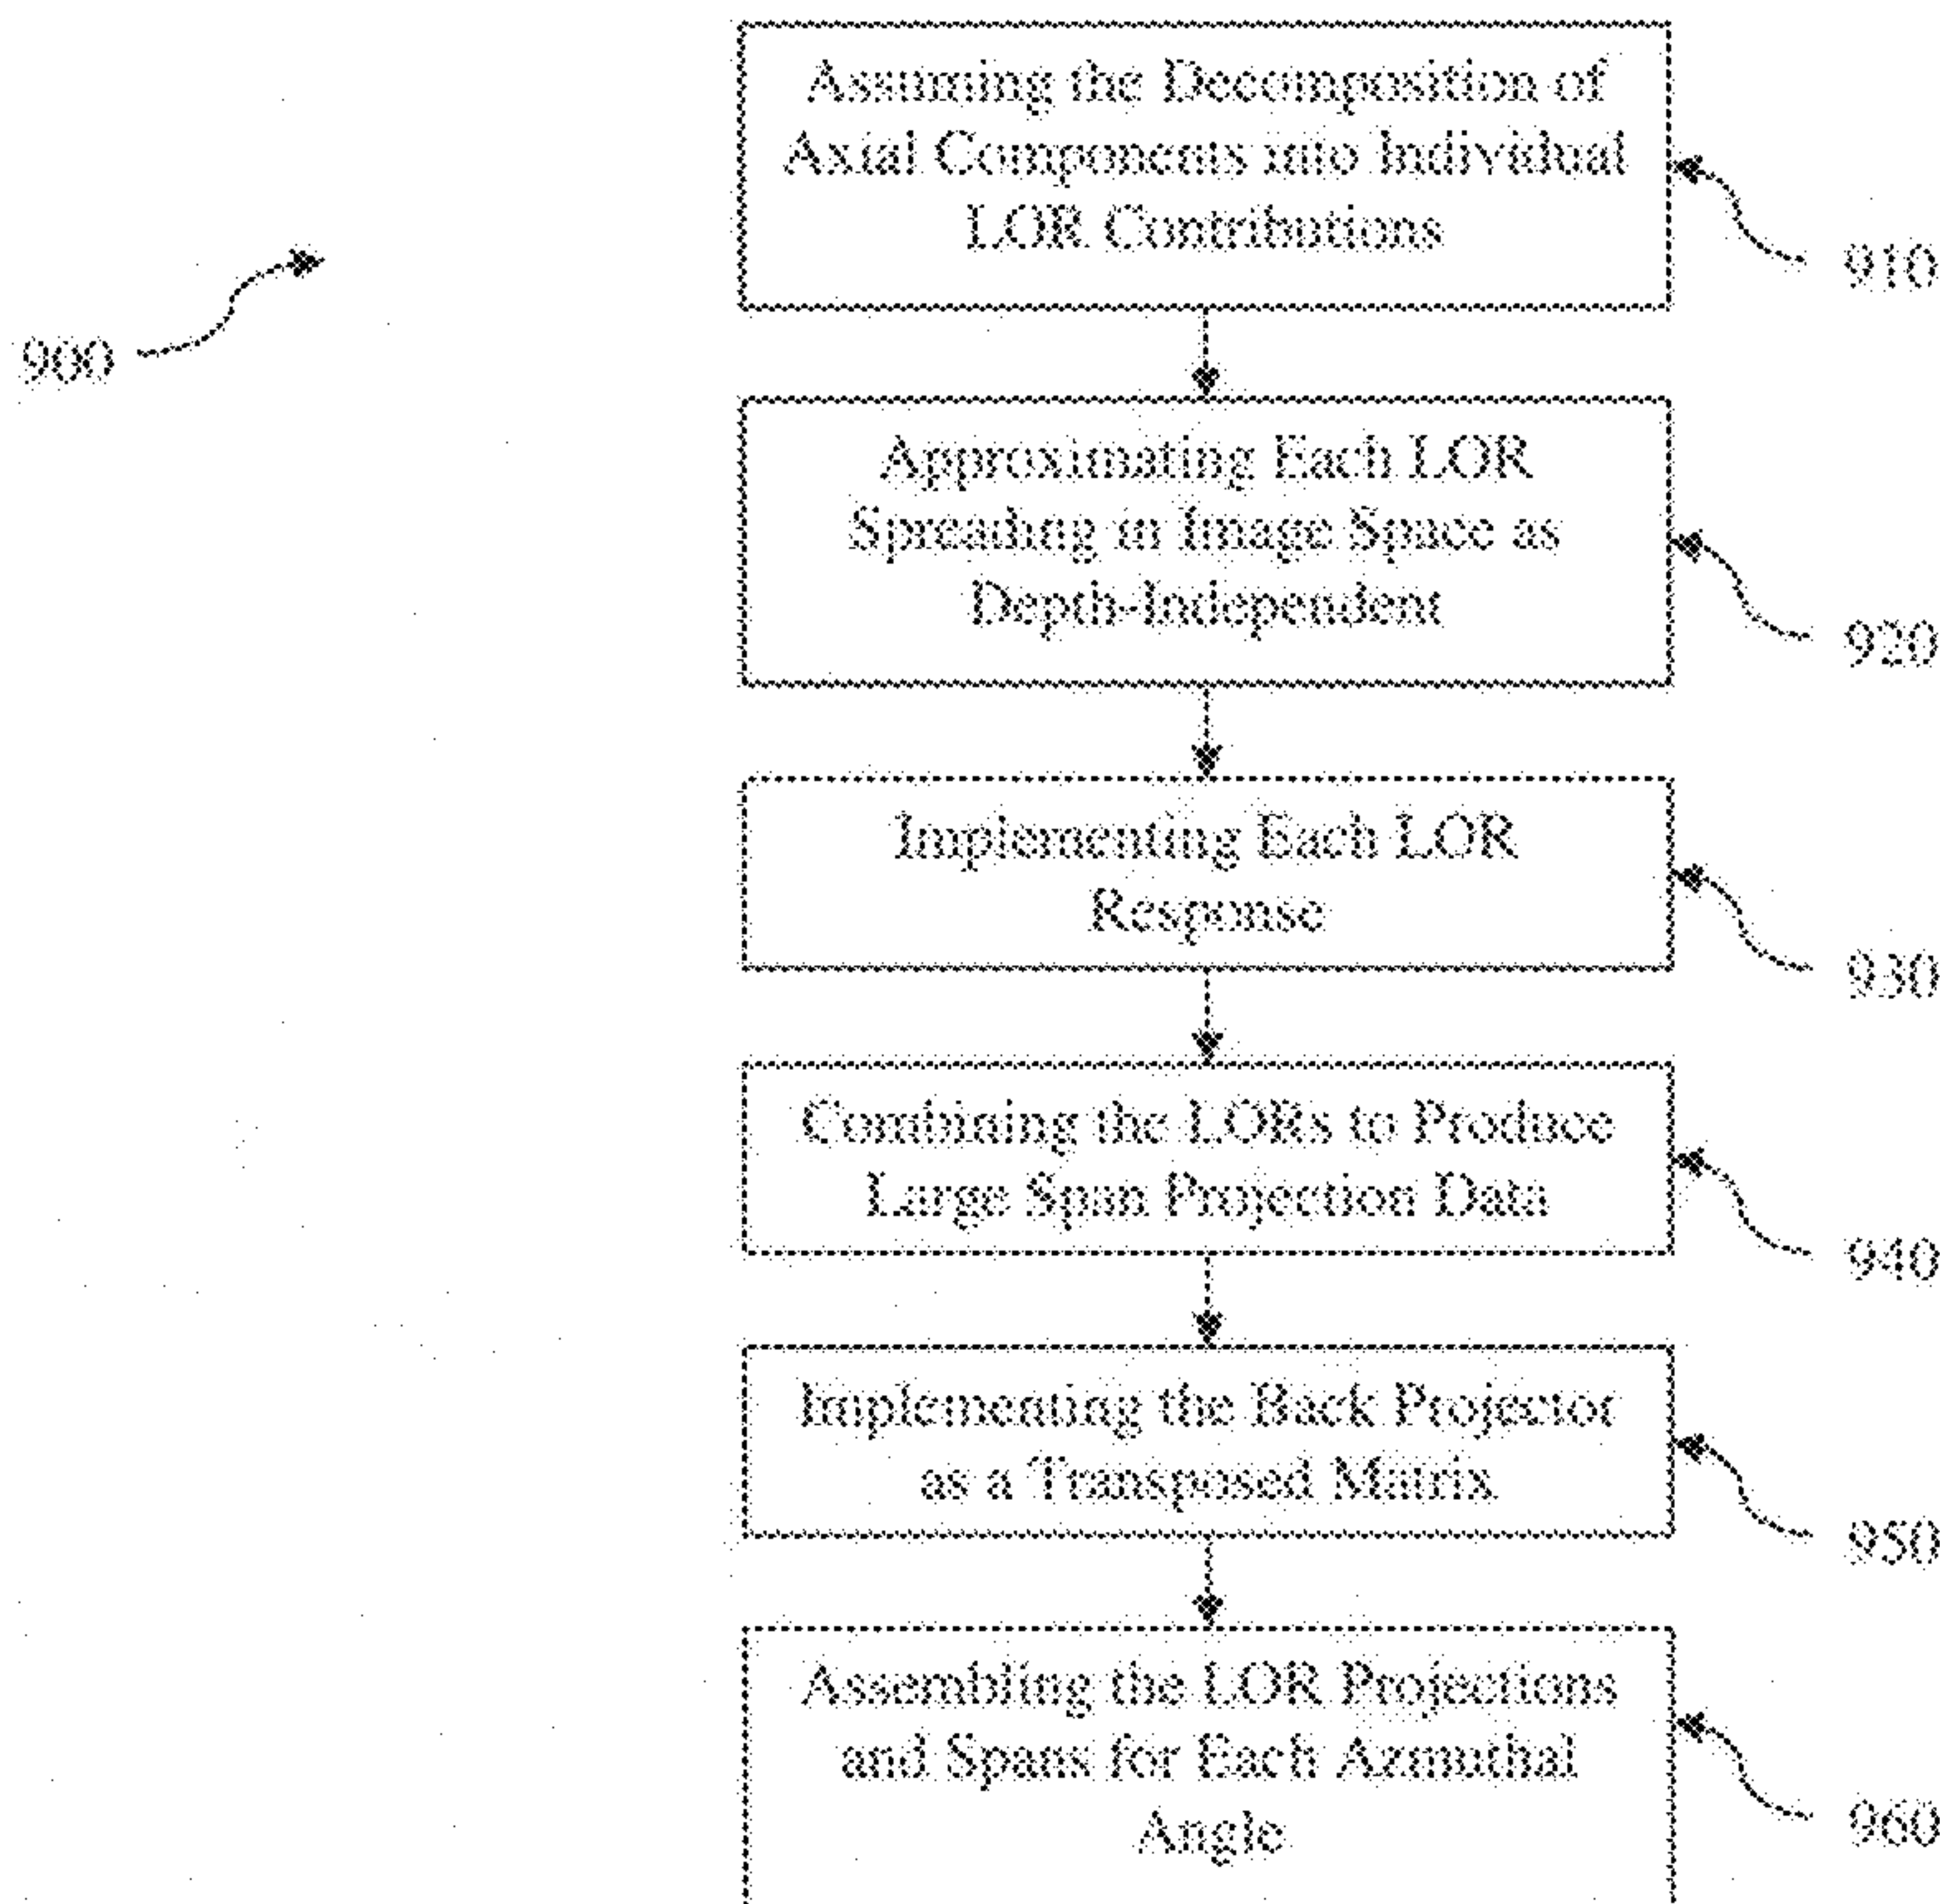 Assuming the Decomposition of
Axial Components into Individual
LOR Contributions
910
900
Approximating Each LOR
Spreading in Image Space as
Depth-Independent
920
Implementing Each LOR
Response
930
Combining the LORs to Produce
Large Span Projection Data
940
Implementing the Back Projector
as a Transposed Matrix
950
Assembling the LOR Projections
and Spans for Each Azimuthal
Angle
960